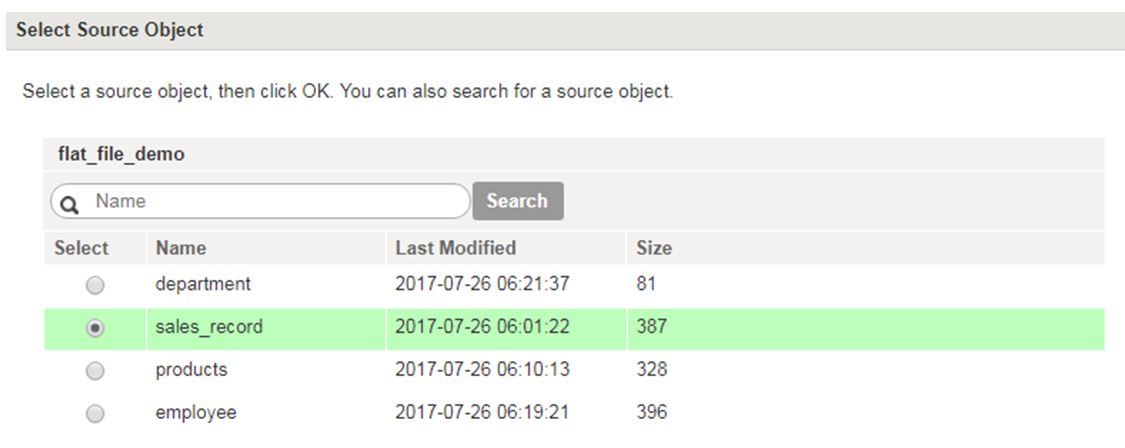 Select Source Object
Select a source object, then click OK. You can also search for a source object.
flat_file_demo
Name Search
Select Name Last Modified Size
department 2017-07-26 06:21:37 81
sales_record 2017-07-26 06:01:22 387
products 2017-07-26 06:10:13 328
employee 2017-07-26 06:19:21 396